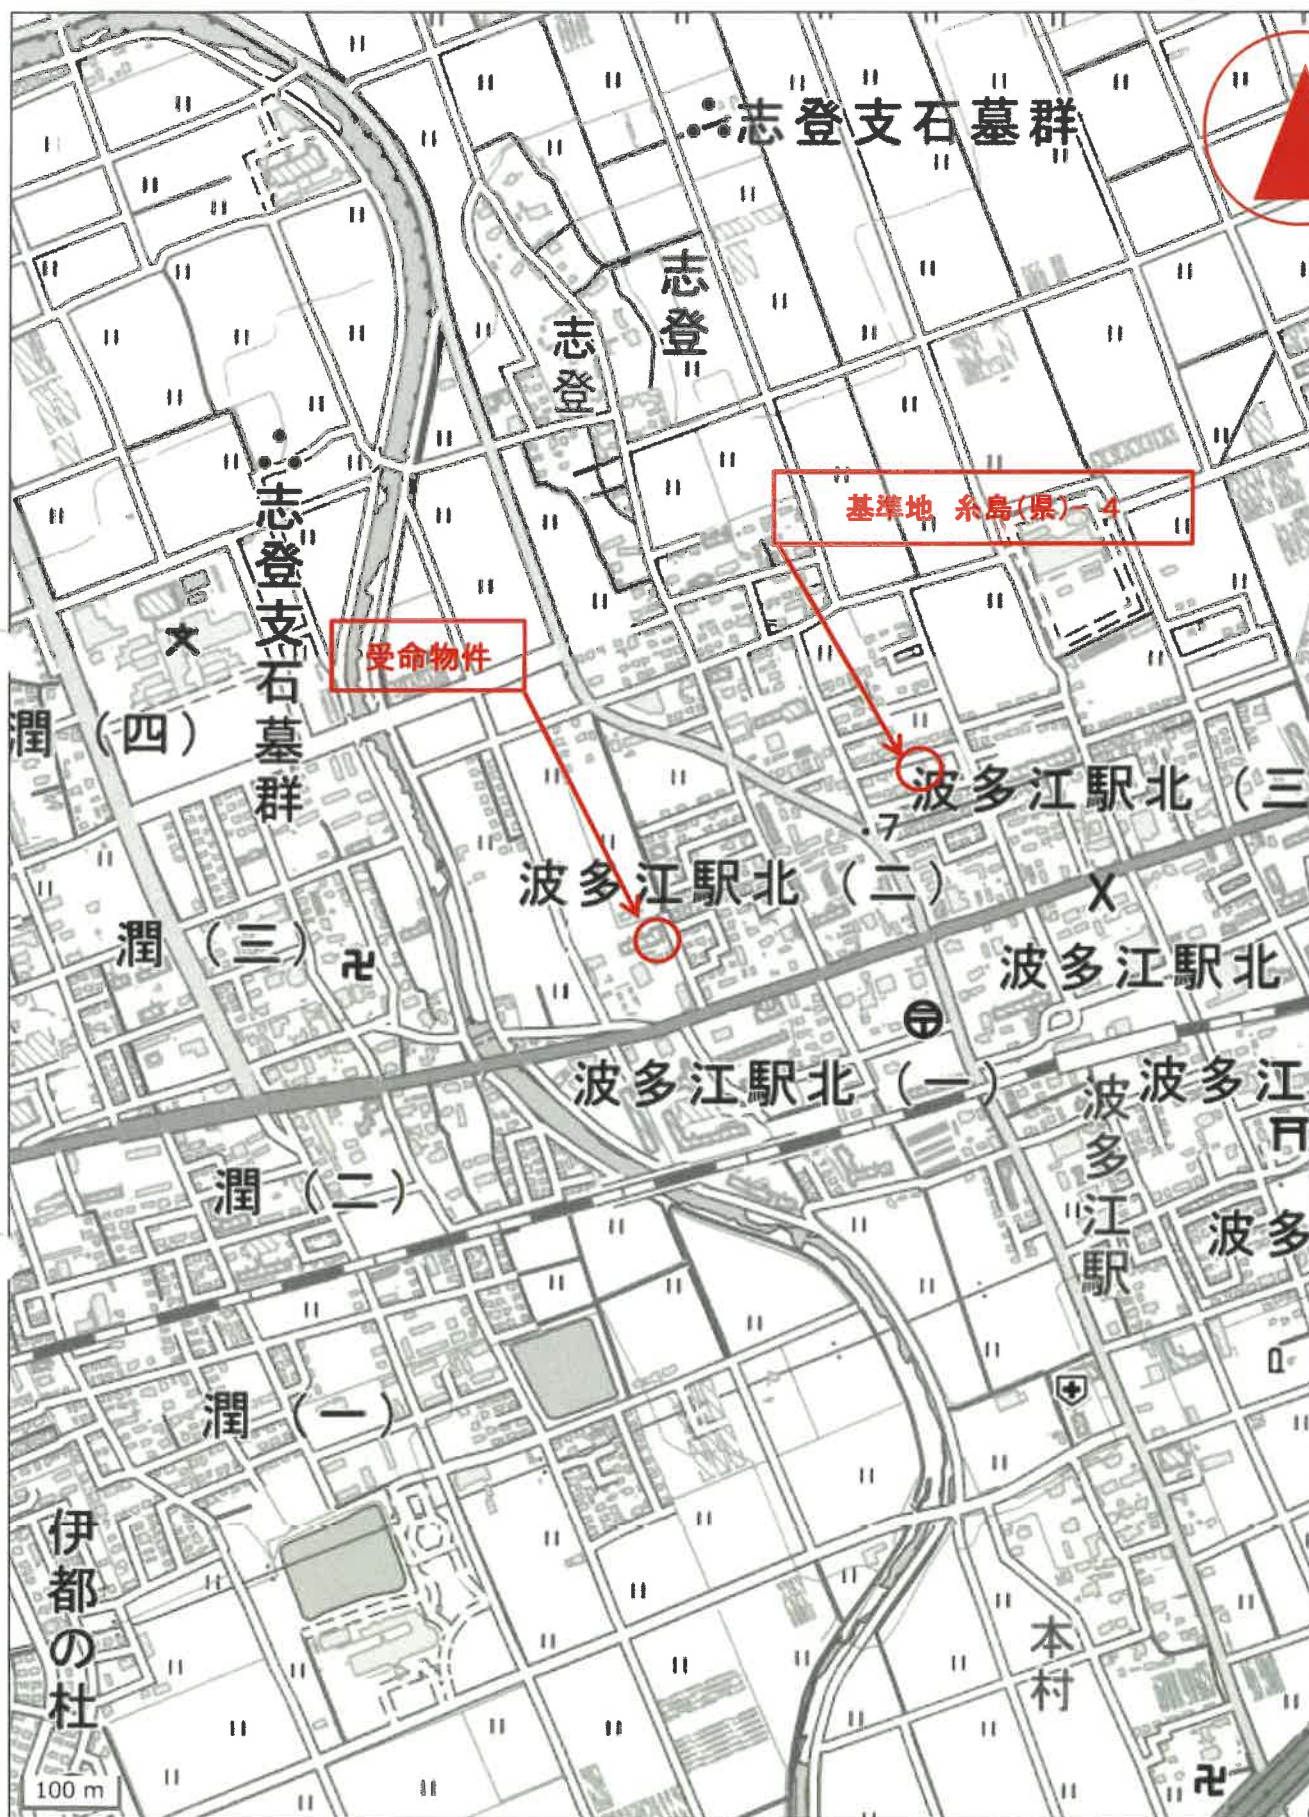 志登支石墓群
志登
志登
基準地 糸島(県)- 4
志登支石墓群
受命物件
文
潤（四）
波多江駅北（三
.7
波多江駅北（二）
X
潤（三）
卍
波多江駅北
〒
波多江駅北（一）
波多江
波多江駅
潤（二）
波多
潤（一）
伊都の杜
本村
卍
100 m